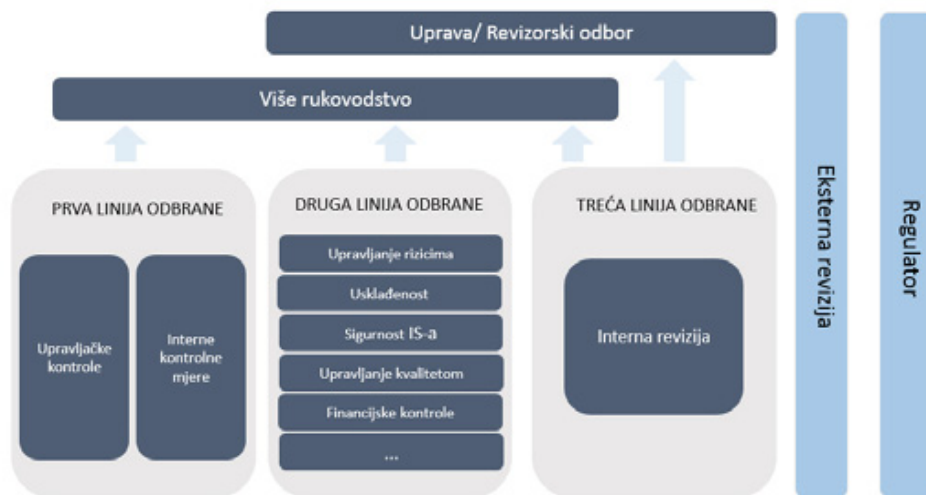 Uprava/ Revizorski odbor
Više rukovodstvo
PRVA LINIJA ODBRANE
Upravljačke
kontrole
Interne
kontrolne
mjere
DRUGA LINIJA ODBRANE
Upravljanje rizicima
Usklađenost
Sigurnost IS-a
Upravljanje kvalitetom
Financijske kontrole
...
TREĆA LINIJA ODBRANE
Interna revizija
Eksterna revizija
Regulator